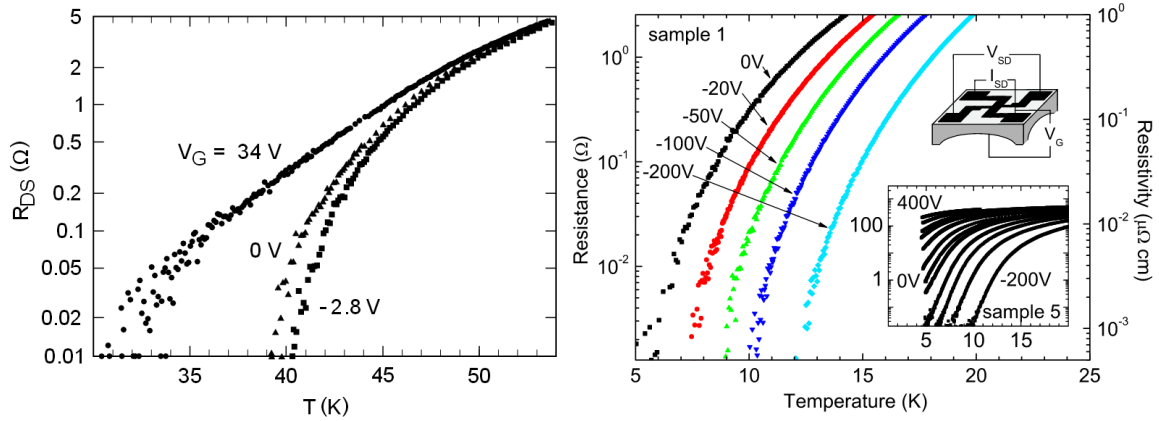 5
2
1
0.5
0.2
0.1
0.05
0.02
0.01
R_DS (Ω)
V_G = 34 V
0 V
-2.8 V
35 40 45 50
T (K)
10^0
10^-1
10^-2
Resistance (Ω)
sample 1
0V
-20V
-50V
-100V
-200V
V_SD
I_SD
V_G
400V
100
1
0V
-200V
sample 5
5 10 15
5 10 15 20 25
Temperature (K)
10^0
10^-1
10^-2
10^-3
Resistivity (μΩ cm)